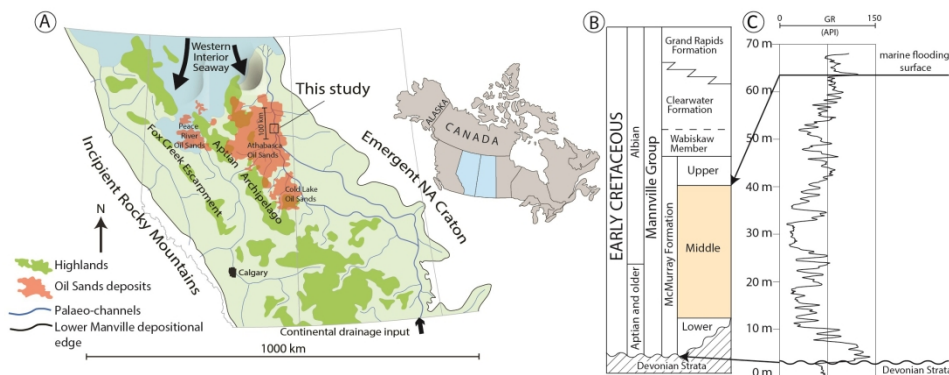 A
Western
Interior
Seaway
This study
100 km
Peace
River
Oil Sands
Athabasca
Oil Sands
Cold Lake
Oil Sands
Fox Creek Escarpment
Aptian Archipelago
Incipient Rocky Mountains
Emergent NA Craton
N
Highlands
Oil Sands deposits
Palaeo-channels
Lower Manville depositional
edge
Calgary
Continental drainage input
1000 km
ALASKA
CANADA
B
EARLY CRETACEOUS
Albian
Aptian and older
Mannville Group
McMurray Formation
Grand Rapids
Formation
Clearwater
Formation
Wabiskaw
Member
Upper
Middle
Lower
Devonian Strata
C
0 GR 150
(API)
70 m
60 m
50 m
40 m
30 m
20 m
10 m
0 m
marine flooding
surface
Devonian Strata